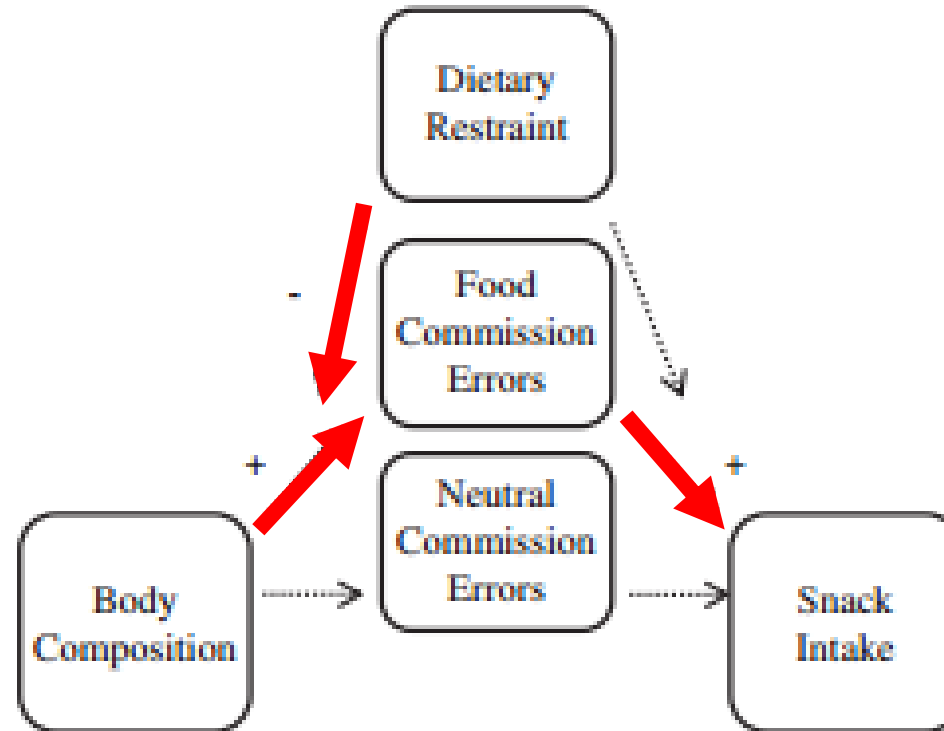 Dietary
Restraint
-
Food
Commission
Errors
+
+
Neutral
Commission
Errors
Body
Composition
Snack
Intake